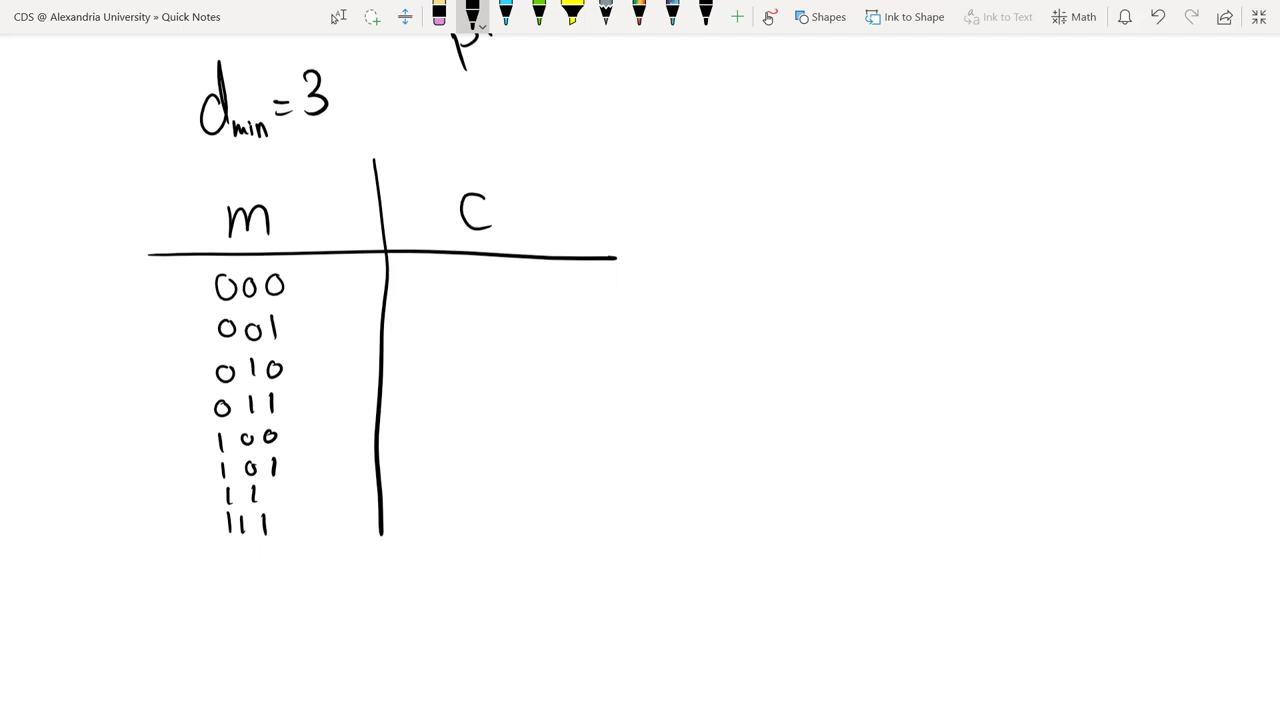 CDS @ Alexandria University » Quick Notes
Shapes
Ink to Shape
Ink to Text
Math
dmin = 3
m
C
000
001
010
011
100
101
11
111